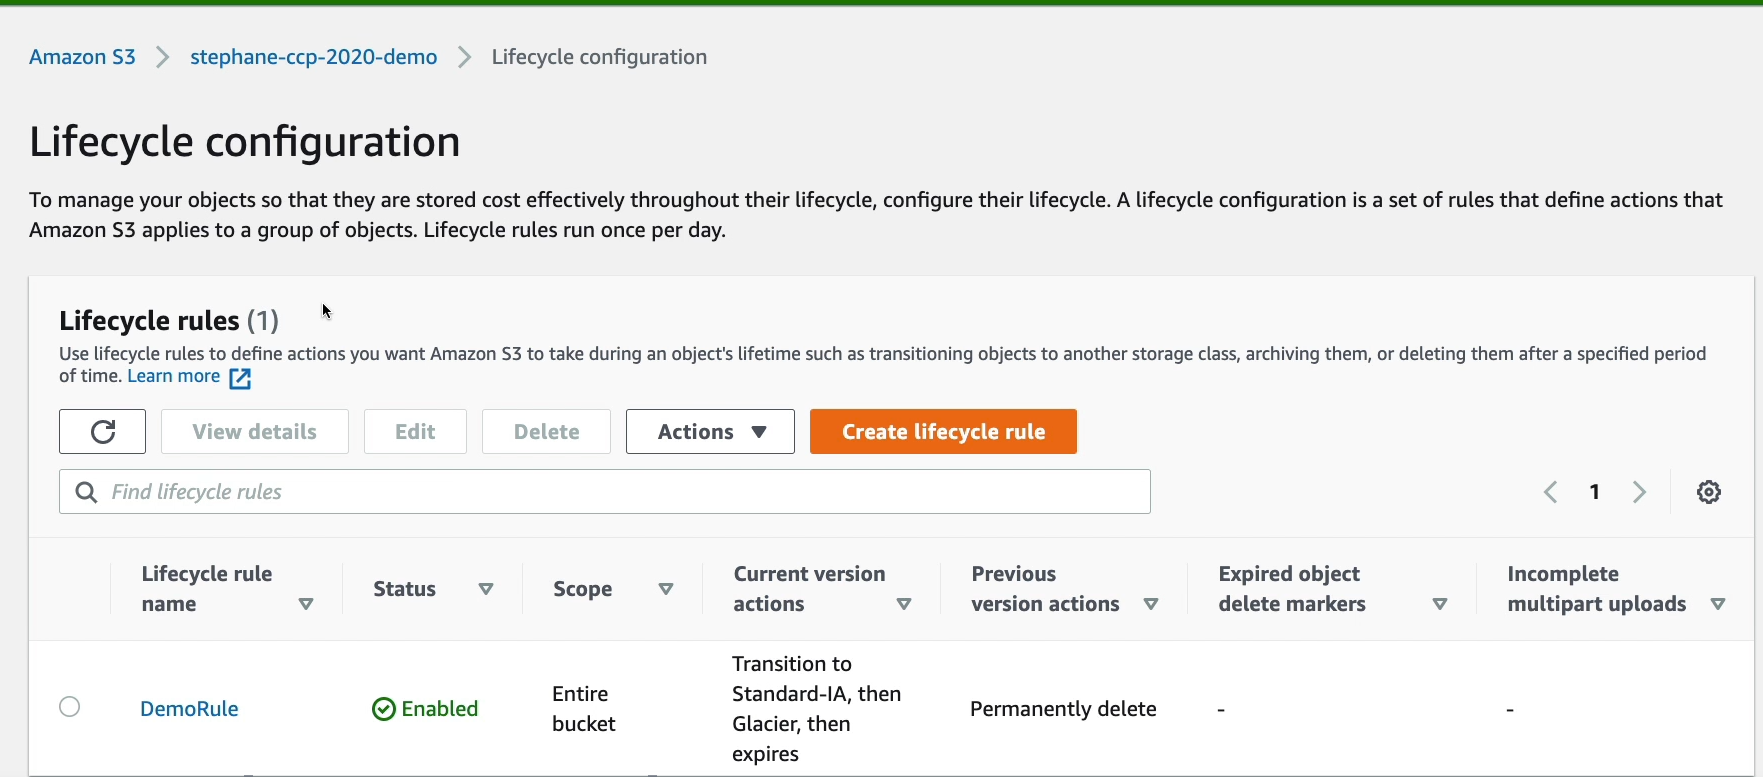 Amazon S3 > stephane-ccp-2020-demo > Lifecycle configuration
Lifecycle configuration
To manage your objects so that they are stored cost effectively throughout their lifecycle, configure their lifecycle. A lifecycle configuration is a set of rules that define actions that
Amazon S3 applies to a group of objects. Lifecycle rules run once per day.
Lifecycle rules (1)
Use lifecycle rules to define actions you want Amazon S3 to take during an object's lifetime such as transitioning objects to another storage class, archiving them, or deleting them after a specified period
of time. Learn more
View details Edit Delete Actions Create lifecycle rule
Find lifecycle rules
1
Lifecycle rule
name
Status
Scope
Current version
actions
Previous
version actions
Expired object
delete markers
Incomplete
multipart uploads
DemoRule
Enabled
Entire
bucket
Transition to
Standard-IA, then
Glacier, then
expires
Permanently delete
-
-